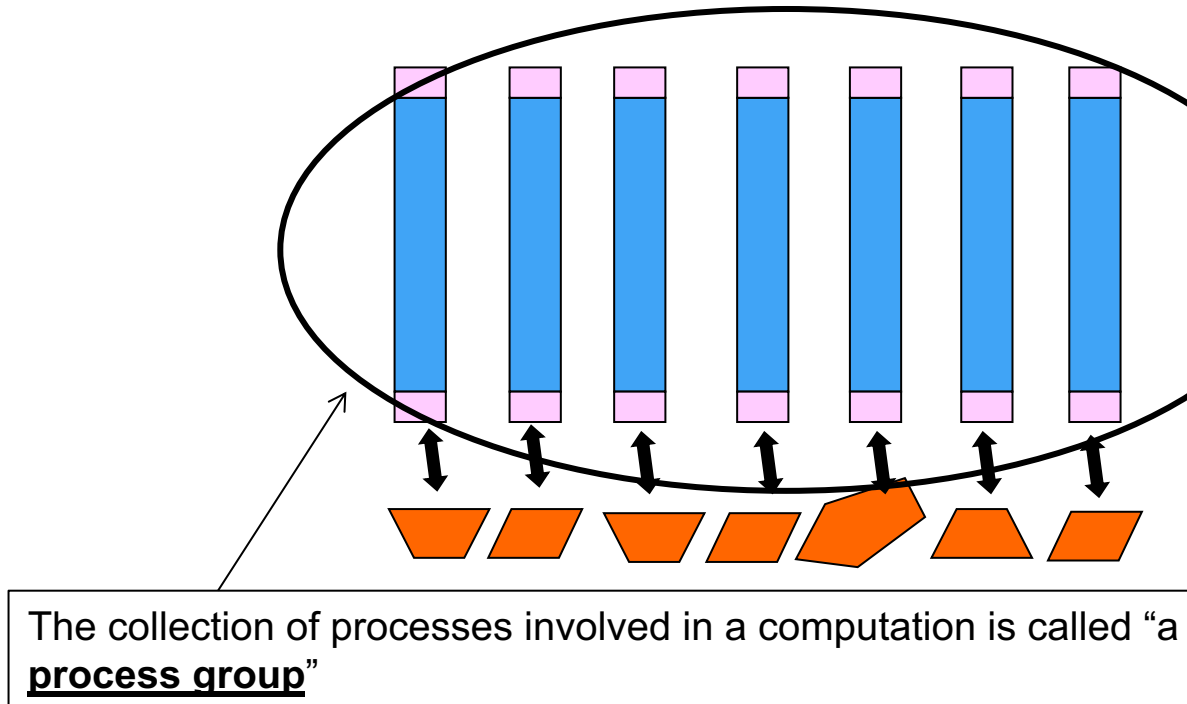 The collection of processes involved in a computation is called “a
process group”